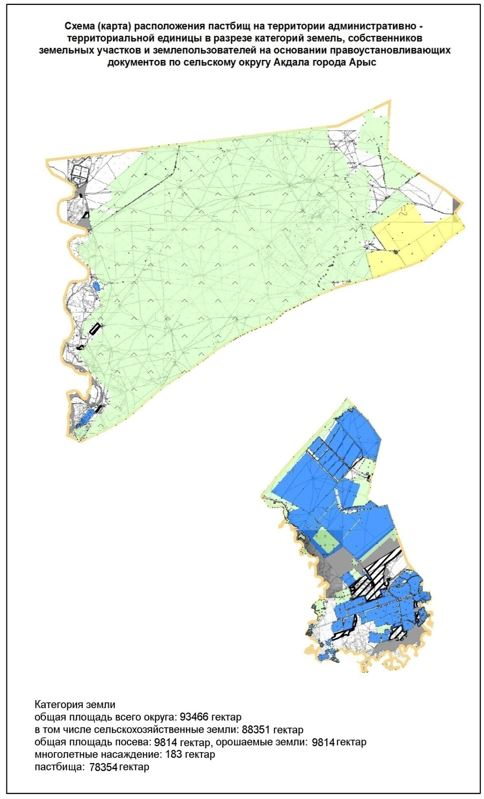 Схема (карта) расположения пастбищ на территории административно -
территориальной единицы в разрезе категорий земель, собственников
земельных участков и землепользователей на основании правоустановливающих
документов по сельскому округу Акдала города Арыс
Категория земли
общая площадь всего округа: 93466 гектар
в том числе сельскохозяйственные земли: 88351 гектар
общая площадь посева: 9814 гектар, орошаемые земли: 9814 гектар
многолетные насаждение: 183 гектар
пастбища: 78354 гектар